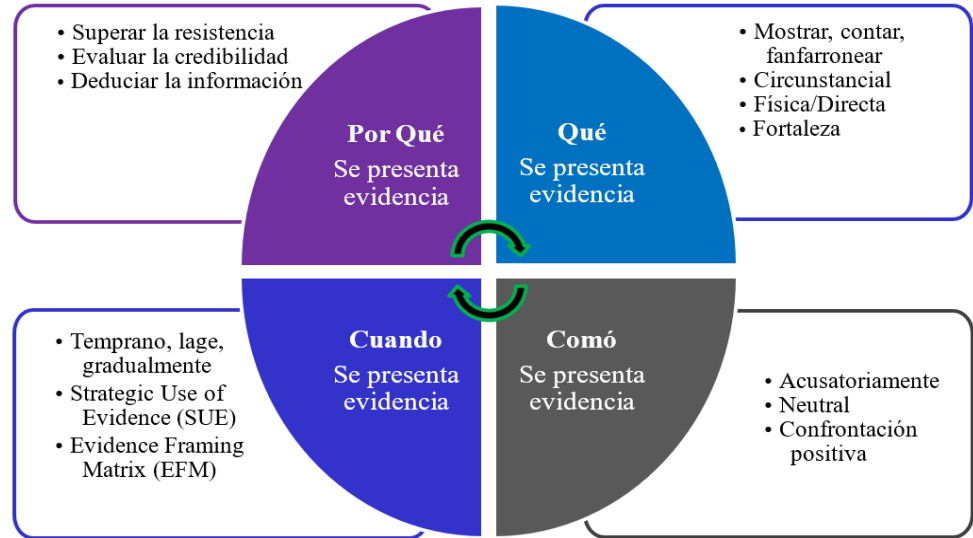 • Superar la resistencia
• Evaluar la credibilidad
• Deduciar la información
Por Qué
Se presenta
evidencia
• Mostrar, contar,
fanfarronear
• Circunstancial
• Física/Directa
• Fortaleza
Qué
Se presenta
evidencia
• Temprano, lage,
gradualmente
• Strategic Use of
Evidence (SUE)
• Evidence Framing
Matrix (EFM)
Cuando
Se presenta
evidencia
Comó
Se presenta
evidencia
• Acusatoriamente
• Neutral
• Confrontación
positiva